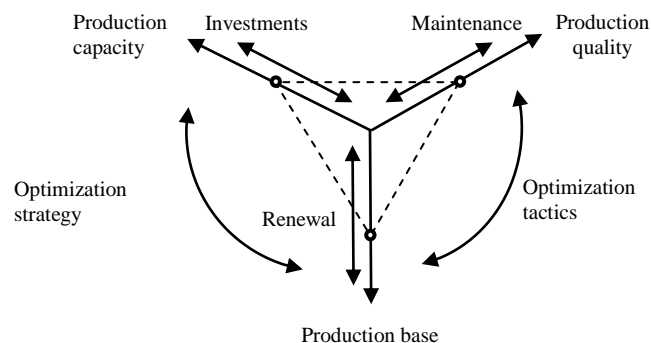 Production
capacity
Investments
Maintenance
Production
quality
Optimization
strategy
Renewal
Optimization
tactics
Production base